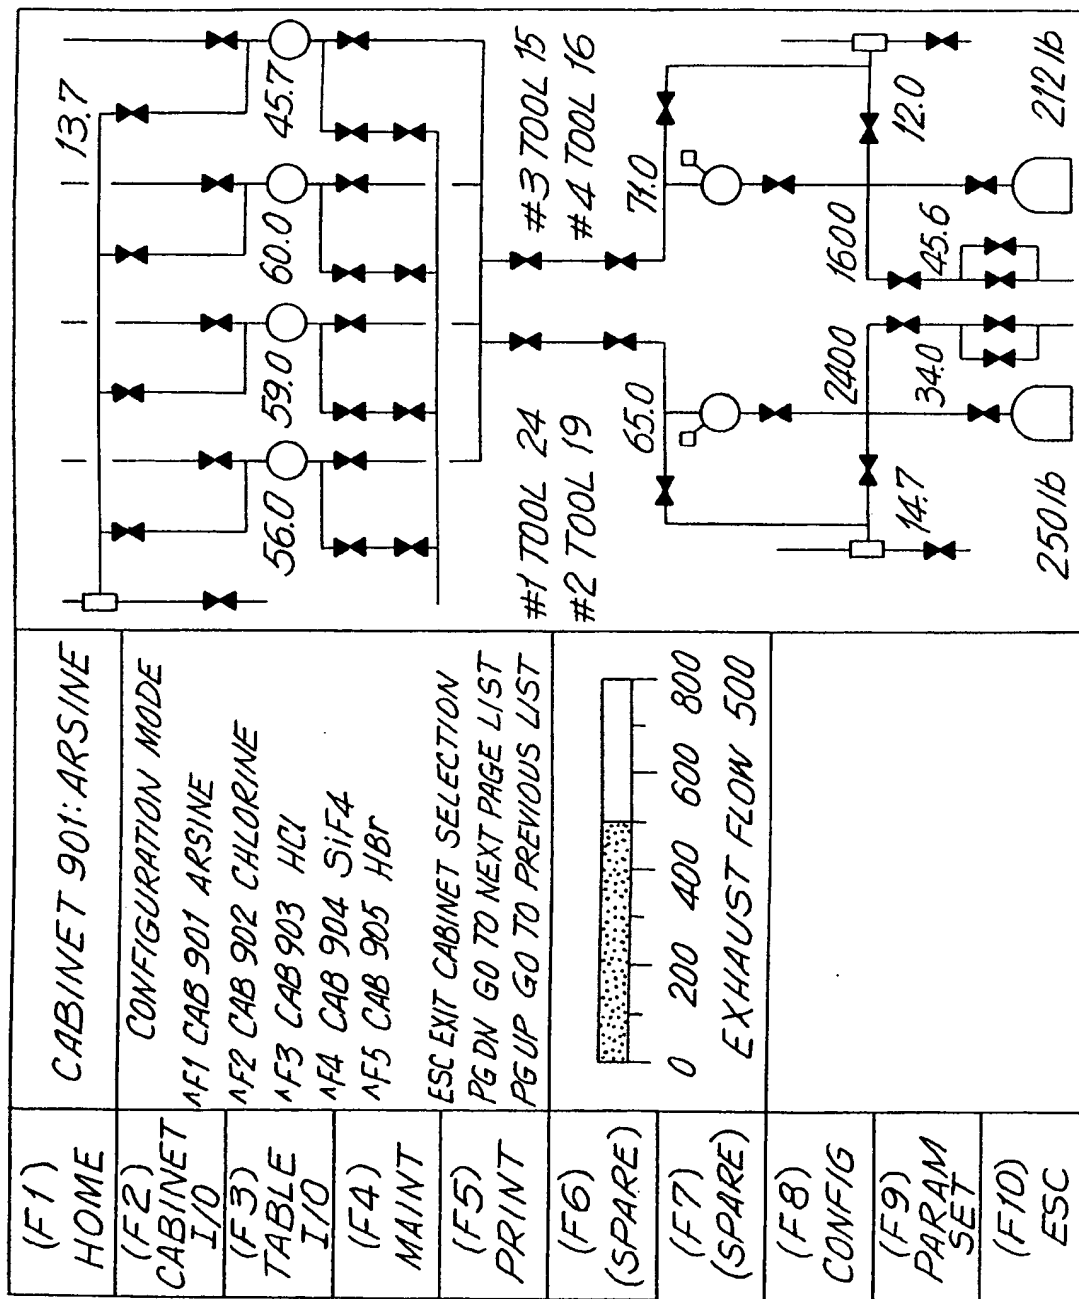 (F1)
HOME
(F2)
CABINET
I/O
(F3)
TABLE
I/O
(F4)
MAINT
(F5)
PRINT
(F6)
(SPARE)
(F7)
(SPARE)
(F8)
CONFIG
(F9)
PARAM
SET
(F10)
ESC
CABINET 901: ARSINE
CONFIGURATION MODE
^F1 CAB 901 ARSINE
^F2 CAB 902 CHLORINE
^F3 CAB 903 HCl
^F4 CAB 904 SiF4
^F5 CAB 905 HBr
ESC EXIT CABINET SELECTION
PG DN GO TO NEXT PAGE LIST
PG UP GO TO PREVIOUS LIST
0 200 400 600 800
EXHAUST FLOW 500
13.7
56.0 59.0 60.0 45.7
#1 TOOL 24 #3 TOOL 15
#2 TOOL 19 #4 TOOL 16
65.0 71.0
2400 1600
14.7 34.0 45.6 12.0
250 lb 212 lb